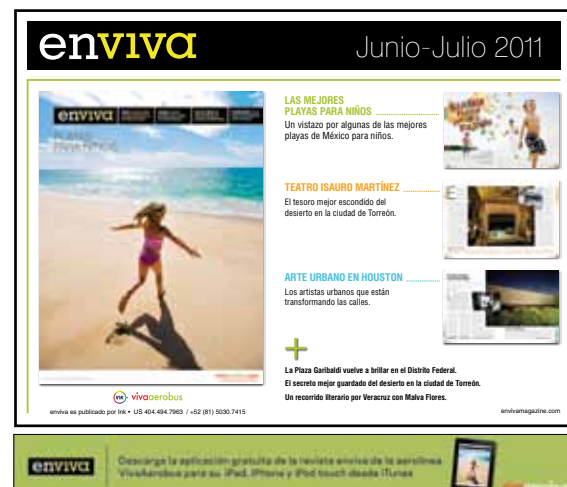 enviva
Junio-Julio 2011
enviva
PLAYAS
PARA NIÑOS
LAS MEJORES
PLAYAS PARA NIÑOS
Un vistazo por algunas de las mejores
playas de México para niños.
TEATRO ISAURO MARTÍNEZ
El tesoro mejor escondido del
desierto en la ciudad de Torreón.
ARTE URBANO EN HOUSTON
Los artistas urbanos que están
transformando las calles.
+
La Plaza Garibaldi vuelve a brillar en el Distrito Federal.
El secreto mejor guardado del desierto en la ciudad de Torreón.
Un recorrido literario por Veracruz con Malva Flores.
ink vivaaerobus
enviva es publicado por Ink • US 404.494.7963 / +52 (81) 5030.7415
envivamagazine.com
enviva
Descarga la aplicación gratuita de la revista enviva de la aerolínea
VivaAerobus para su iPad, iPhone y iPod touch desde iTunes